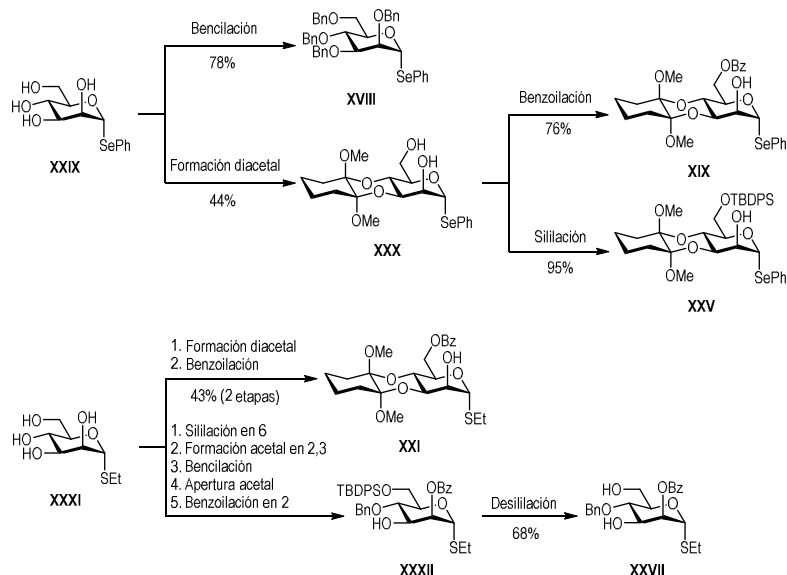 HO
OH
HO
HO
O
SePh
XXIX
Bencilación
78%
BnO
OBn
BnO
BnO
O
SePh
XVIII
Formación diacetal
44%
OMe
OH
OH
O
O
O
OMe
SePh
XXX
Benzoilación
76%
OBz
OMe
OH
O
O
O
OMe
SePh
XIX
Sililación
95%
OTBDPS
OMe
OH
O
O
O
OMe
SePh
XXV
HO
OH
HO
HO
O
SEt
XXXI
1. Formación diacetal
2. Benzoilación
43% (2 etapas)
OBz
OMe
OH
O
O
O
OMe
SEt
XXI
1. Sililación en 6
2. Formación acetal en 2,3
3. Bencilación
4. Apertura acetal
5. Benzoilación en 2
TBDPSO
OBz
BnO
HO
O
SEt
XXXII
Desililación
68%
HO
OBz
BnO
HO
O
SEt
XXVII